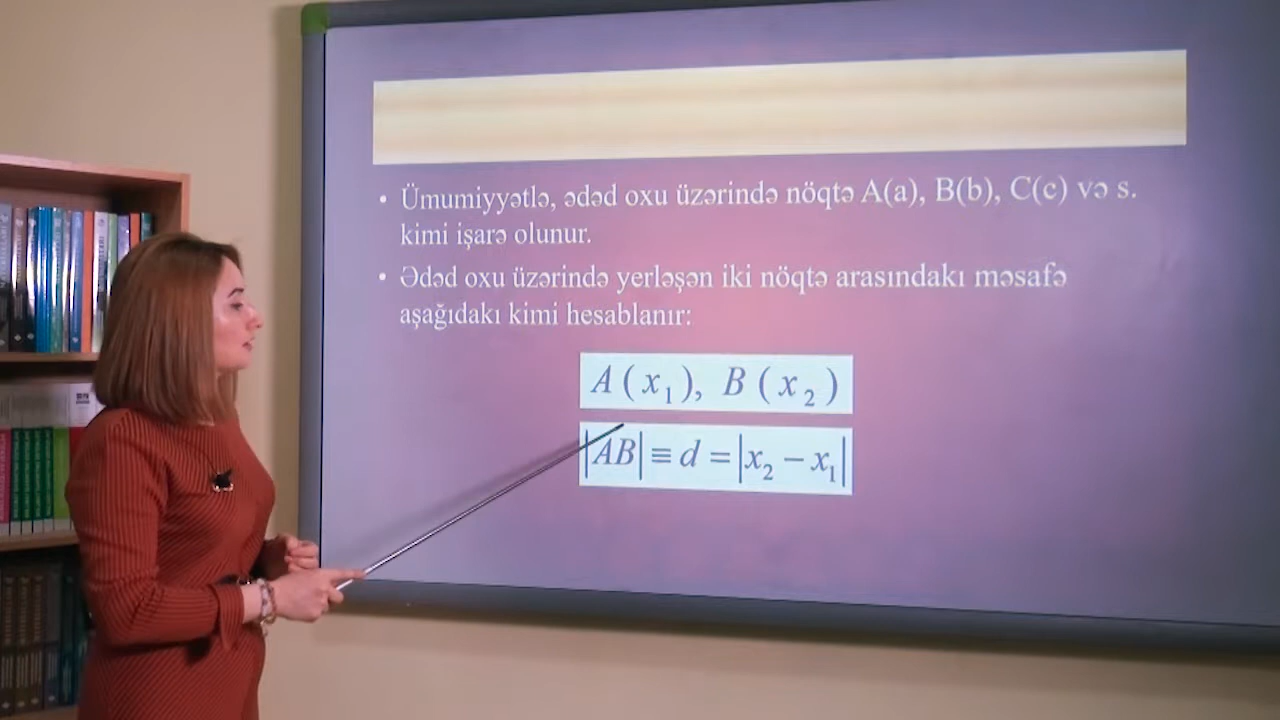 • Ümumiyyətlə, ədəd oxu üzərində nöqtə A(a), B(b), C(c) və s.
kimi işarə olunur.
• Ədəd oxu üzərində yerləşən iki nöqtə arasındakı məsafə
aşağıdakı kimi hesablanır:
A(x₁), B(x₂)
|AB| ≡ d = |x₂ − x₁|